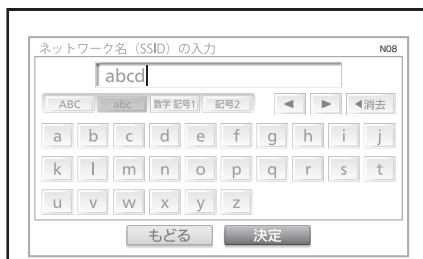 ネットワーク名（SSID）の入力 N08
abcd
ABC abc 数字 記号1 記号2 ◀ ▶ ◀消去
a b c d e f g h i j
k l m n o p q r s t
u v w x y z
もどる 決定